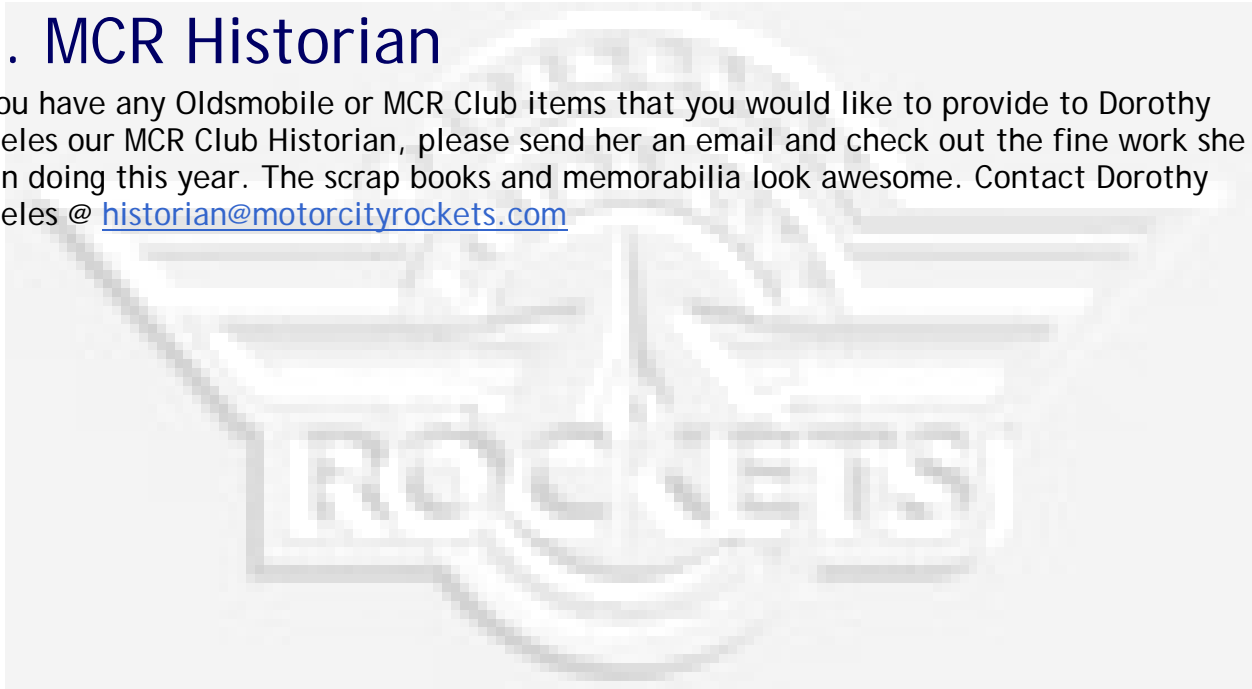 . MCR Historian
ou have any Oldsmobile or MCR Club items that you would like to provide to Dorothy
eles our MCR Club Historian, please send her an email and check out the fine work she
n doing this year. The scrap books and memorabilia look awesome. Contact Dorothy
eles @ historian@motorcityrockets.com
ROCKETS